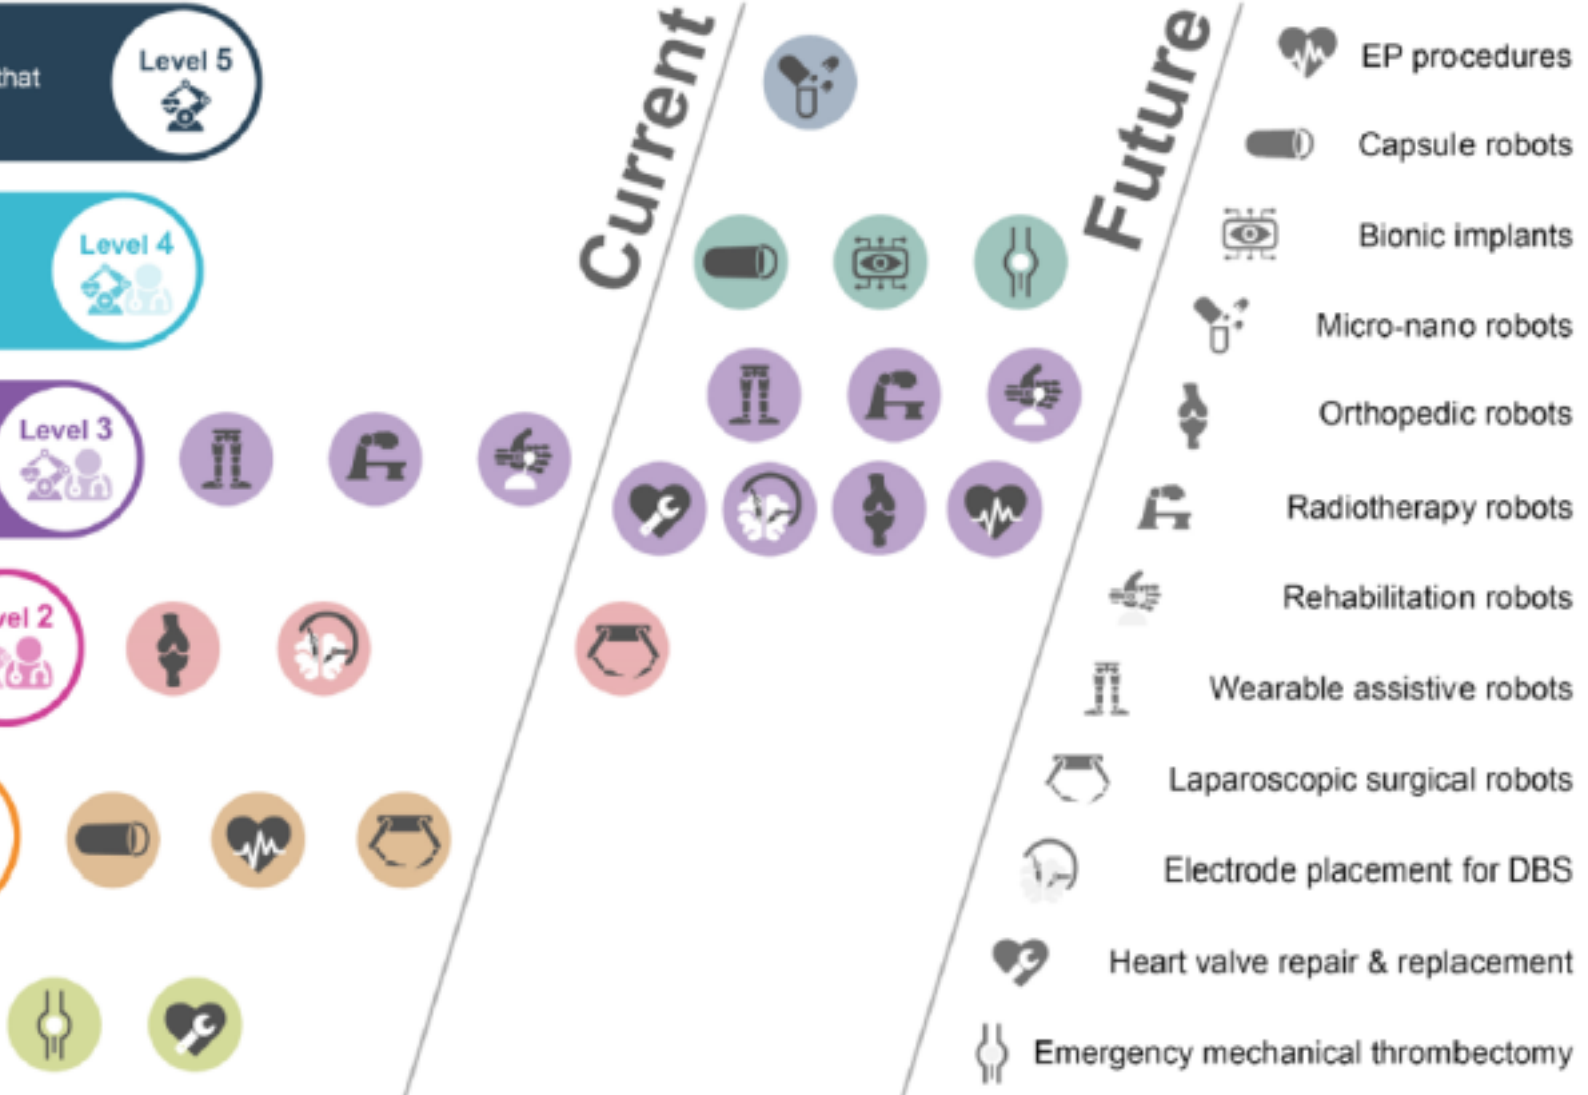 that
Level 5
Level 4
Level 3
vel 2
Current
Future
EP procedures
Capsule robots
Bionic implants
Micro-nano robots
Orthopedic robots
Radiotherapy robots
Rehabilitation robots
Wearable assistive robots
Laparoscopic surgical robots
Electrode placement for DBS
Heart valve repair & replacement
Emergency mechanical thrombectomy